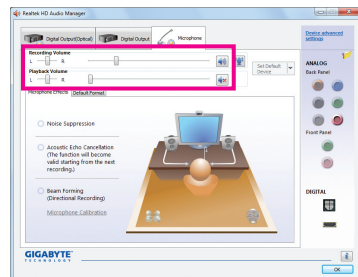 Realtek HD Audio Manager
Digital Output(Optical)
Digital Output
Microphone
Device advanced
settings
Recording Volume
L
R
Set Default
Device
Playback Volume
L
R
Microphone Effects
Default Format
ANALOG
Back Panel
Noise Suppression
Acoustic Echo Cancellation
(The function will become
valid starting from the next
recording.)
Front Panel
Beam Forming
(Directional Recording)
Microphone Calibration
DIGITAL
GIGABYTE
TECHNOLOGY
i
OK